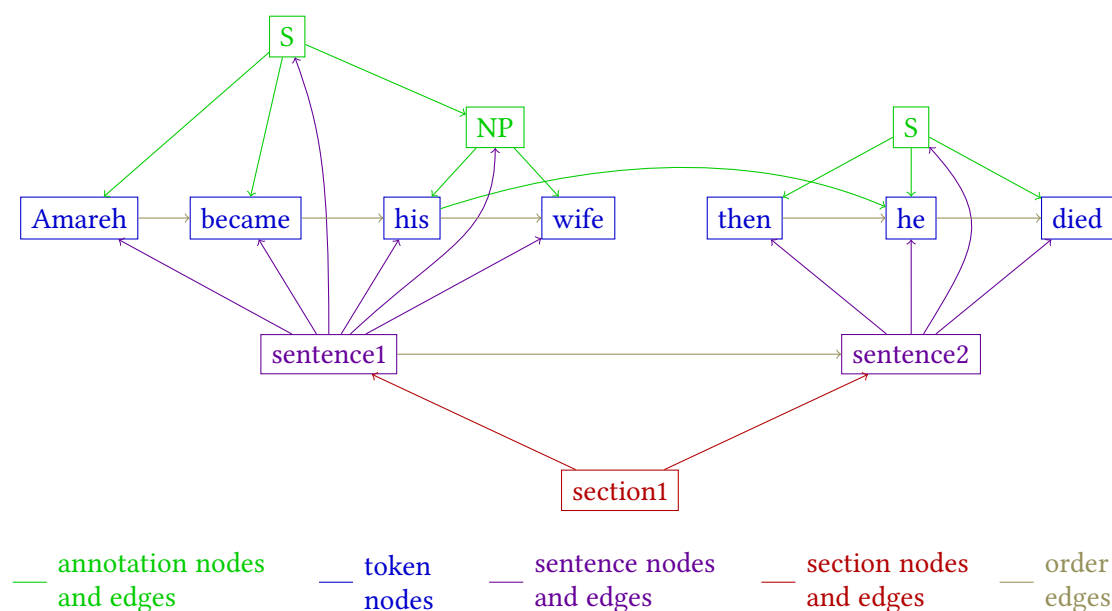 S
NP
S
Amareh became his wife then he died
sentence1 sentence2
section1
annotation nodes and edges
token nodes
sentence nodes and edges
section nodes and edges
order edges